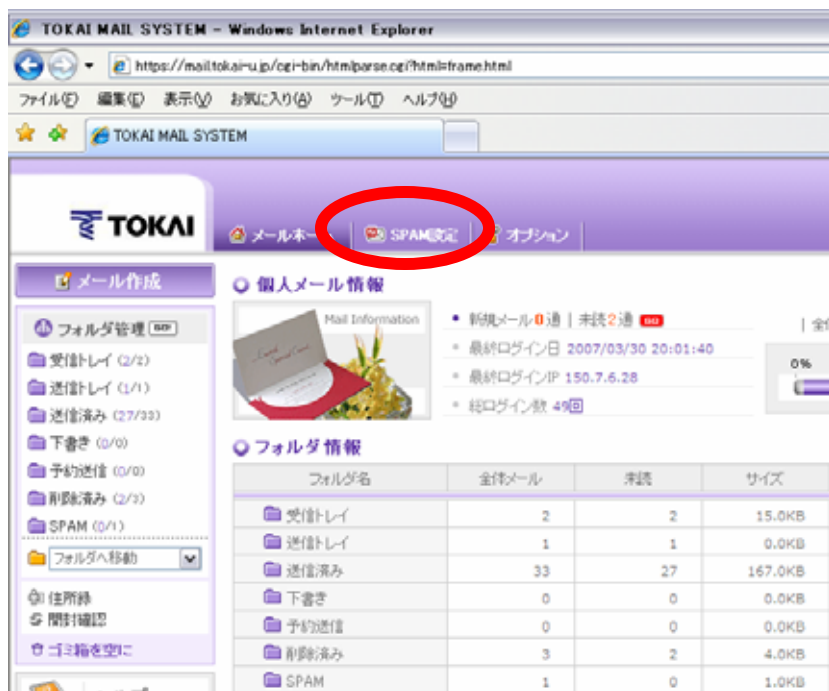 TOKAI MAIL SYSTEM - Windows Internet Explorer
https://mail.tokai-u.jp/cgi-bin/htmlparse.cgi?html=frame.html
ファイル(F) 編集(E) 表示(V) お気に入り(A) ツール(T) ヘルプ(H)
TOKAI MAIL SYSTEM
TOKAI
メールホー SPAM設定 オプション
メール作成
フォルダ管理 GO!
受信トレイ (2/2)
送信トレイ (1/1)
送信済み (27/33)
下書き (0/0)
予約送信 (0/0)
削除済み (2/3)
SPAM (0/1)
フォルダへ移動
住所録
開封確認
ゴミ箱を空に
個人メール情報
Mail Information
新規メール 0通 | 未読 2通 GO
最終ログイン日 2007/03/30 20:01:40
最終ログインIP 150.7.6.28
総ログイン数 49回
0%
フォルダ情報
フォルダ名 全体メール 未読 サイズ
受信トレイ 2 2 15.0KB
送信トレイ 1 1 0.0KB
送信済み 33 27 167.0KB
下書き 0 0 0.0KB
予約送信 0 0 0.0KB
削除済み 3 2 4.0KB
SPAM 1 0 1.0KB